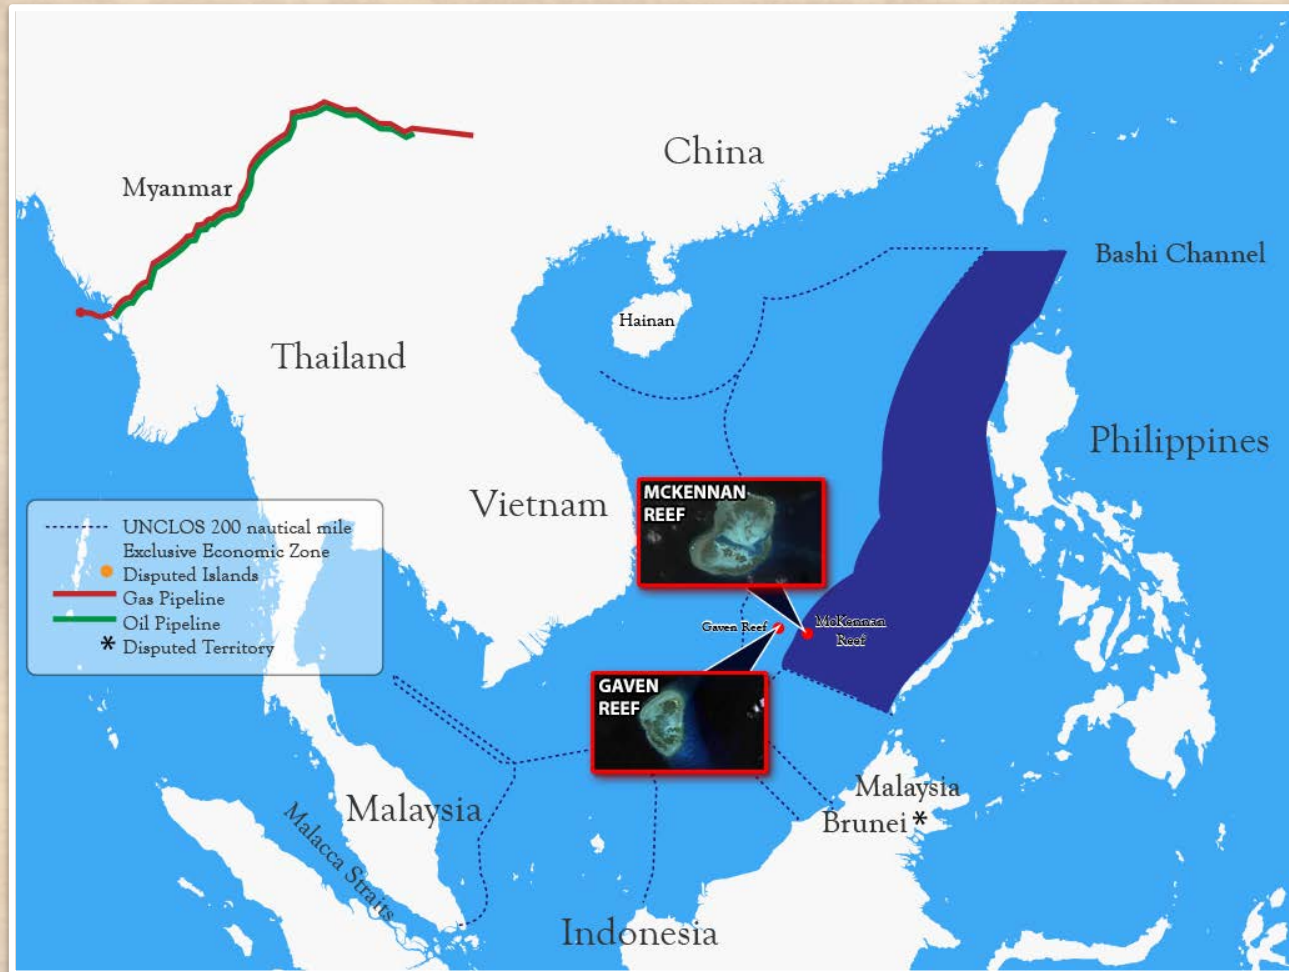 China
Myanmar
Bashi Channel
Hainan
Thailand
Philippines
MCKENNAN
REEF
Vietnam
UNCLOS 200 nautical mile
Exclusive Economic Zone
Disputed Islands
Gas Pipeline
Oil Pipeline
* Disputed Territory
Gaven Reef
McKennan
Reef
GAVEN
REEF
Malaysia
Malaysia
Brunei *
Malacca Straits
Indonesia